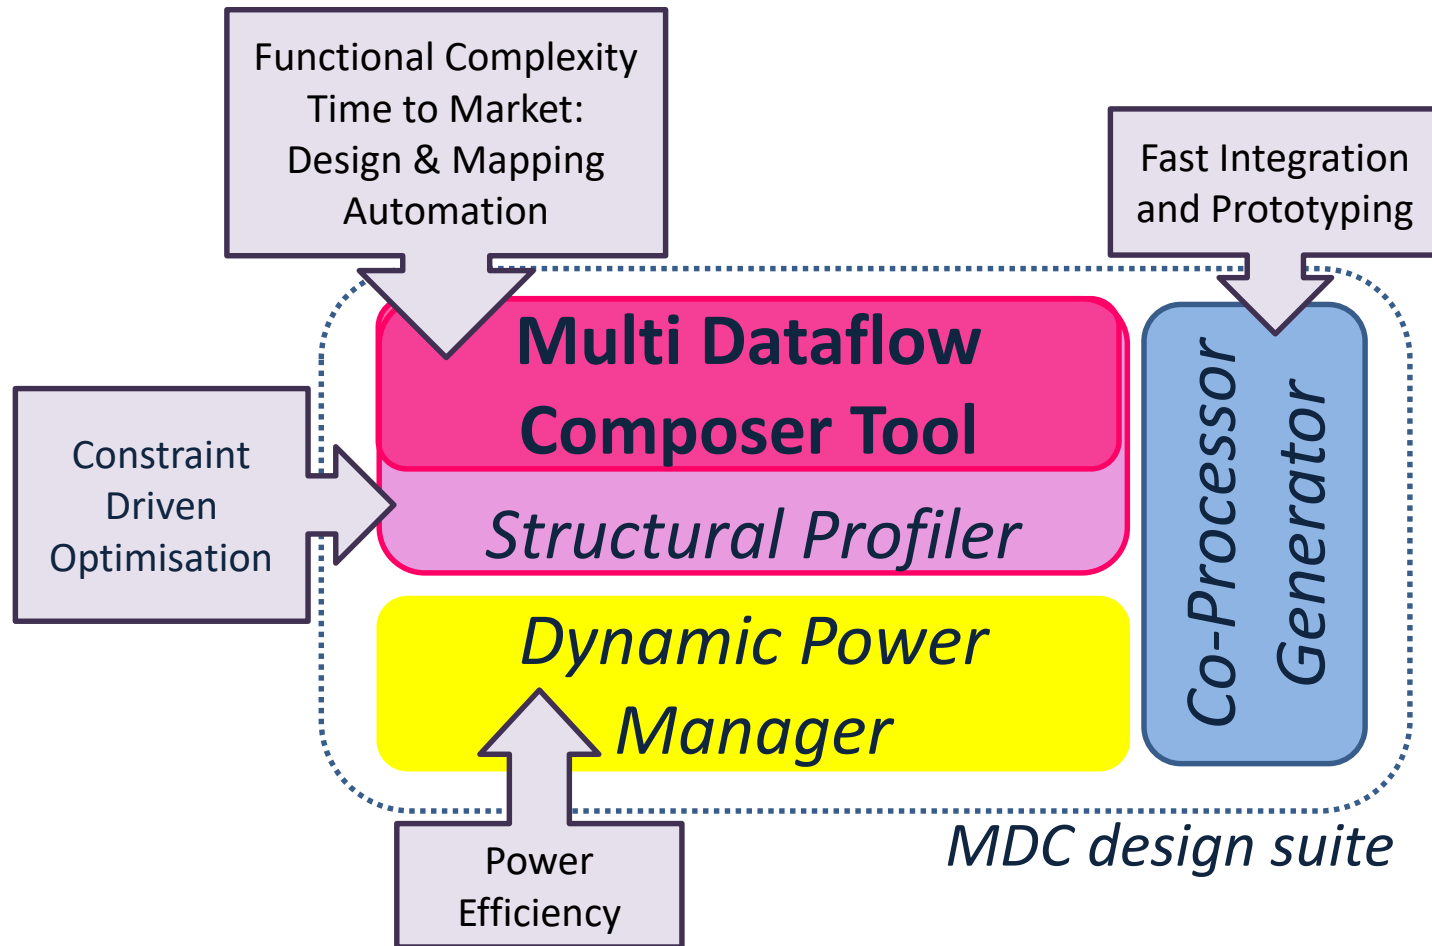 Functional Complexity
Time to Market:
Design & Mapping
Automation
Fast Integration
and Prototyping
Multi Dataflow
Composer Tool
Structural Profiler
Constraint
Driven
Optimisation
Dynamic Power
Manager
Co-Processor
Generator
Power
Efficiency
MDC design suite